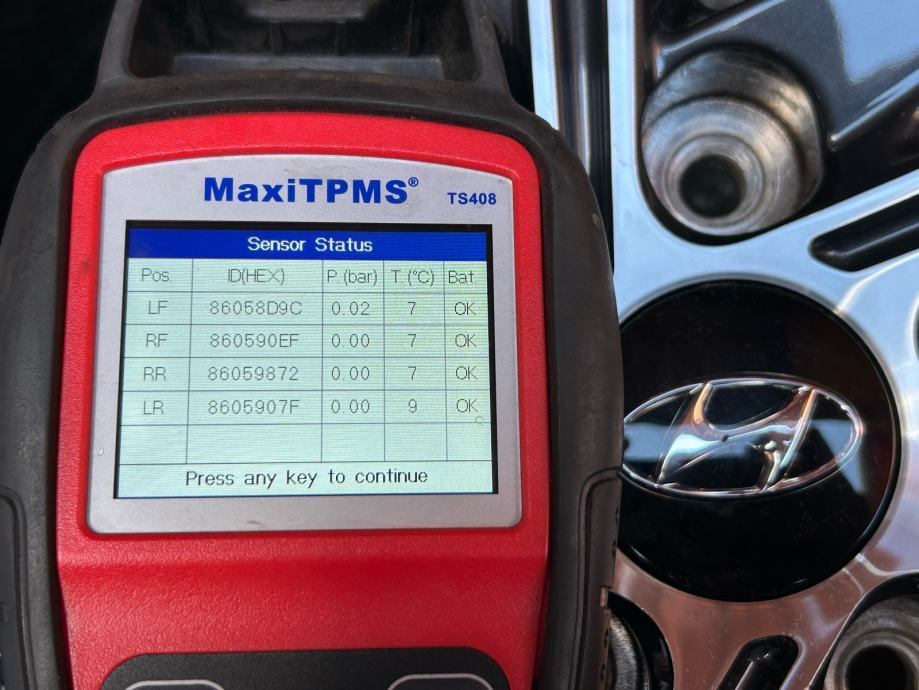 MaxiTPMS® TS408
Sensor Status
Pos. ID(HEX) P. (bar) T. (°C) Bat.
LF 86058D9C 0.02 7 OK
RF 860590EF 0.00 7 OK
RR 86059872 0.00 7 OK
LR 8605907F 0.00 9 OK
Press any key to continue